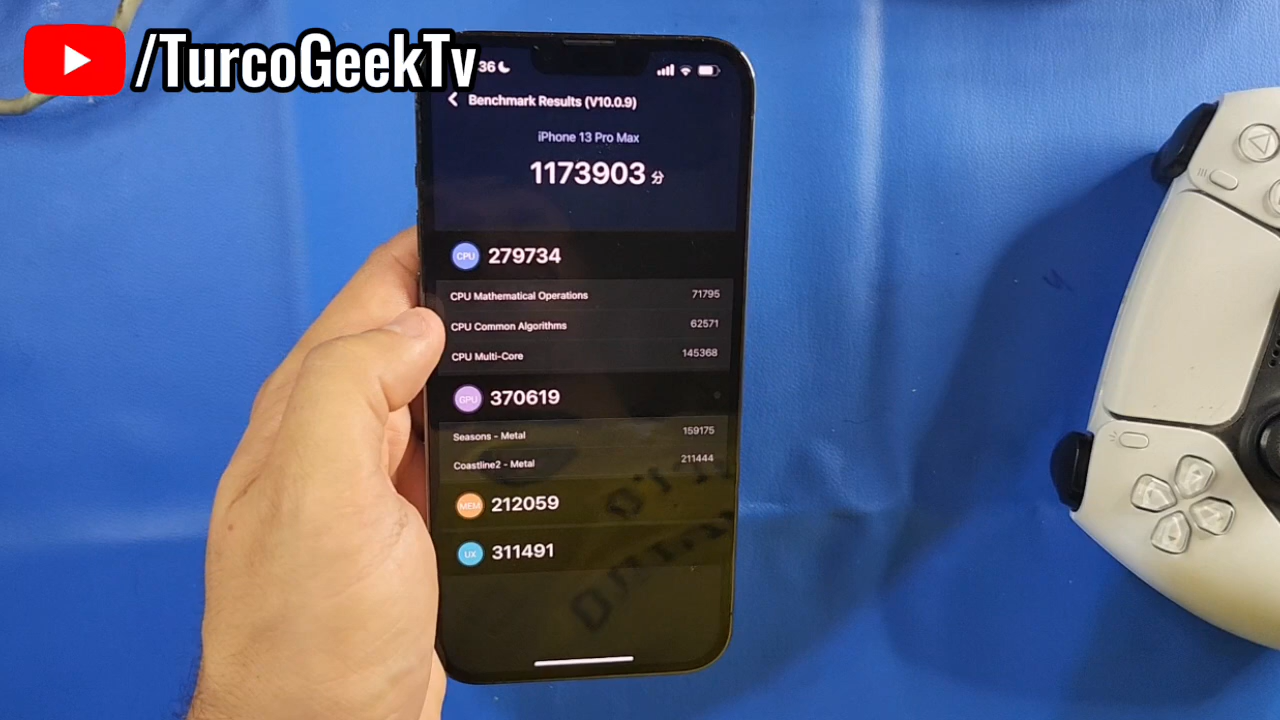 /TurcoGeekTv
36
Benchmark Results (V10.0.9)
iPhone 13 Pro Max
1173903 分
CPU 279734
CPU Mathematical Operations 71795
CPU Common Algorithms 62571
CPU Multi-Core 145368
GPU 370619
Seasons - Metal 159175
Coastline2 - Metal 211444
MEM 212059
UX 311491